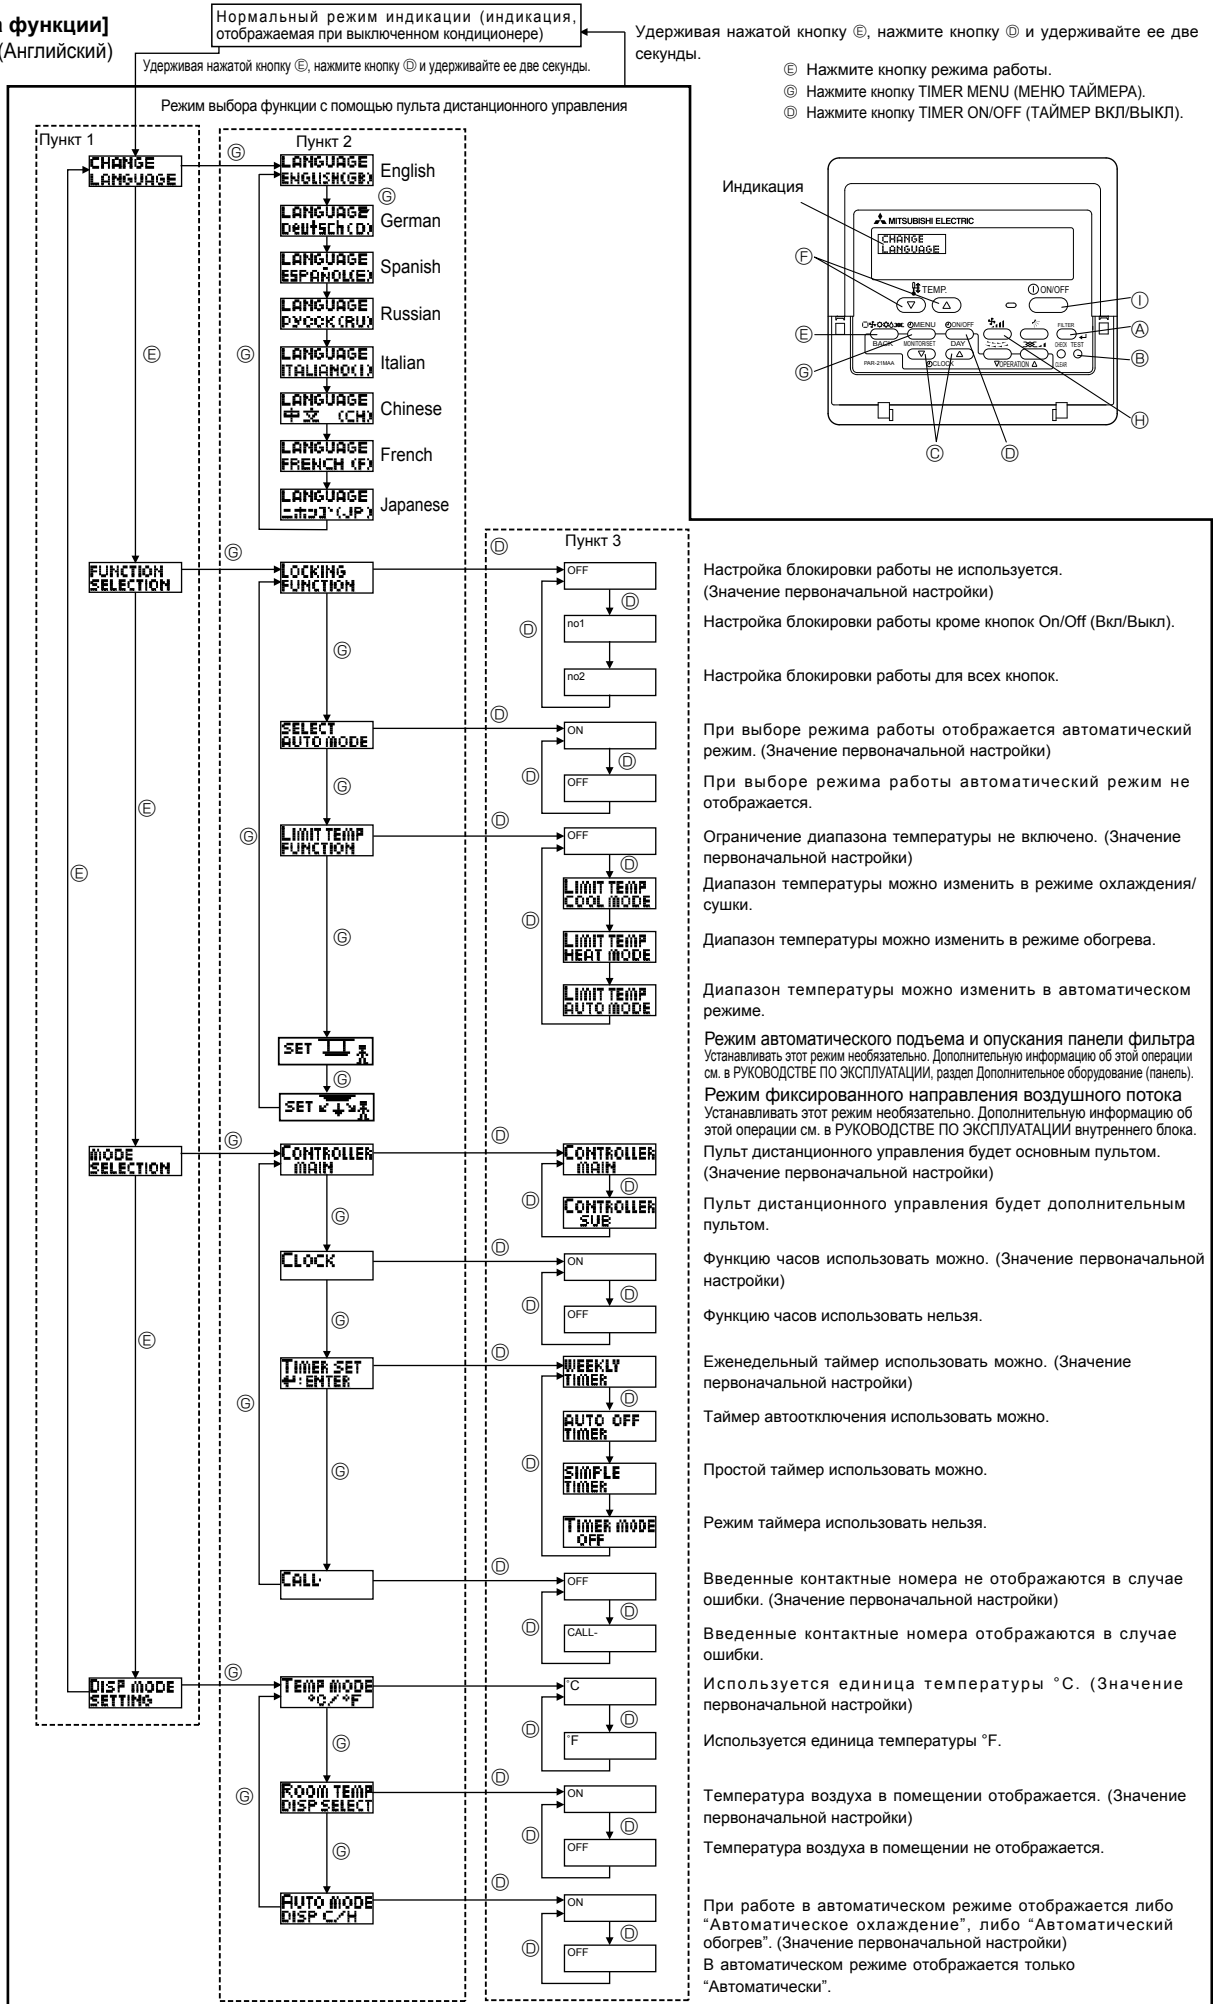 а функции]
(Английский)
Нормальный режим индикации (индикация,
отображаемая при выключенном кондиционере)
Удерживая нажатой кнопку Ⓔ, нажмите кнопку Ⓓ и удерживайте ее две секунды.
Удерживая нажатой кнопку Ⓔ, нажмите кнопку Ⓓ и удерживайте ее две
секунды.
Ⓔ Нажмите кнопку режима работы.
Ⓖ Нажмите кнопку TIMER MENU (МЕНЮ ТАЙМЕРА).
Ⓓ Нажмите кнопку TIMER ON/OFF (ТАЙМЕР ВКЛ/ВЫКЛ).
Режим выбора функции с помощью пульта дистанционного управления
Пункт 1
Пункт 2
CHANGE
LANGUAGE
Ⓖ
LANGUAGE
ENGLISH(GB)
English
Ⓖ
LANGUAGE
Deutsch(D)
German
LANGUAGE
ESPAÑOL(E)
Spanish
LANGUAGE
РУССК(RU)
Russian
LANGUAGE
ITALIANO(I)
Italian
LANGUAGE
中文 (CH)
Chinese
LANGUAGE
FRENCH (F)
French
LANGUAGE
ニホンゴ(JP)
Japanese
Ⓖ
Ⓔ
Индикация
MITSUBISHI ELECTRIC
CHANGE
LANGUAGE
TEMP.
ON/OFF
MENU
ON/OFF
FILTER
BACK
MONITOR/SET
DAY
CHECK
TEST
PAR-21MAA
CLOCK
OPERATION
CLEAR
Ⓕ
Ⓔ
Ⓖ
Ⓒ
Ⓓ
Ⓘ
Ⓐ
Ⓑ
Ⓗ
Пункт 3
FUNCTION
SELECTION
Ⓖ
LOCKING
FUNCTION
Ⓓ
OFF
Ⓓ
Настройка блокировки работы не используется.
(Значение первоначальной настройки)
Ⓓ
no1
Настройка блокировки работы кроме кнопок On/Off (Вкл/Выкл).
Ⓖ
no2
Настройка блокировки работы для всех кнопок.
SELECT
AUTO MODE
Ⓓ
ON
Ⓓ
При выборе режима работы отображается автоматический
режим. (Значение первоначальной настройки)
Ⓓ
OFF
При выборе режима работы автоматический режим не
отображается.
Ⓖ
Ⓔ
Ⓖ
LIMIT TEMP
FUNCTION
Ⓓ
OFF
Ⓓ
Ограничение диапазона температуры не включено. (Значение
первоначальной настройки)
Ⓔ
LIMIT TEMP
COOL MODE
Диапазон температуры можно изменить в режиме охлаждения/
сушки.
Ⓓ
Ⓖ
LIMIT TEMP
HEAT MODE
Диапазон температуры можно изменить в режиме обогрева.
LIMIT TEMP
AUTO MODE
Диапазон температуры можно изменить в автоматическом
режиме.
SET
Режим автоматического подъема и опускания панели фильтра
Устанавливать этот режим необязательно. Дополнительную информацию об этой операции
см. в РУКОВОДСТВЕ ПО ЭКСПЛУАТАЦИИ, раздел Дополнительное оборудование (панель).
Ⓖ
SET
Режим фиксированного направления воздушного потока
Устанавливать этот режим необязательно. Дополнительную информацию об
этой операции см. в РУКОВОДСТВЕ ПО ЭКСПЛУАТАЦИИ внутреннего блока.
MODE
SELECTION
Ⓖ
CONTROLLER
MAIN
Ⓓ
CONTROLLER
MAIN
Ⓓ
Пульт дистанционного управления будет основным пультом.
(Значение первоначальной настройки)
Ⓓ
CONTROLLER
SUB
Пульт дистанционного управления будет дополнительным
пультом.
Ⓖ
CLOCK
Ⓓ
ON
Ⓓ
Функцию часов использовать можно. (Значение первоначальной
настройки)
Ⓓ
OFF
Функцию часов использовать нельзя.
Ⓖ
Ⓔ
TIMER SET
↵:ENTER
Ⓓ
WEEKLY
TIMER
Ⓓ
Еженедельный таймер использовать можно. (Значение
первоначальной настройки)
Ⓖ
AUTO OFF
TIMER
Таймер автоотключения использовать можно.
Ⓓ
Ⓖ
SIMPLE
TIMER
Простой таймер использовать можно.
TIMER MODE
OFF
Режим таймера использовать нельзя.
CALL-
Ⓓ
OFF
Ⓓ
Введенные контактные номера не отображаются в случае
ошибки. (Значение первоначальной настройки)
Ⓓ
CALL-
Введенные контактные номера отображаются в случае
ошибки.
DISP MODE
SETTING
Ⓖ
TEMP MODE
°C/°F
Ⓓ
°C
Ⓓ
Используется единица температуры °C. (Значение
первоначальной настройки)
Ⓓ
°F
Используется единица температуры °F.
Ⓖ
Ⓖ
ROOM TEMP
DISP SELECT
Ⓓ
ON
Ⓓ
Температура воздуха в помещении отображается. (Значение
первоначальной настройки)
Ⓓ
OFF
Температура воздуха в помещении не отображается.
Ⓖ
AUTO MODE
DISP C/H
Ⓓ
ON
Ⓓ
При работе в автоматическом режиме отображается либо
“Автоматическое охлаждение”, либо “Автоматический
обогрев”. (Значение первоначальной настройки)
Ⓓ
OFF
В автоматическом режиме отображается только
“Автоматически”.